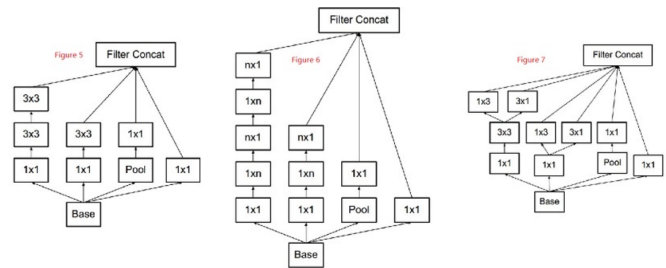 Figure 5
Filter Concat
3x3
3x3 3x3 1x1
1x1 1x1 Pool 1x1
Base
Filter Concat
Figure 6
nx1
1xn
nx1 nx1
1xn 1xn 1x1
1x1 1x1 Pool 1x1
Base
Figure 7
Filter Concat
1x3 3x1
3x3 1x3 3x1 1x1
1x1 1x1 Pool 1x1
Base